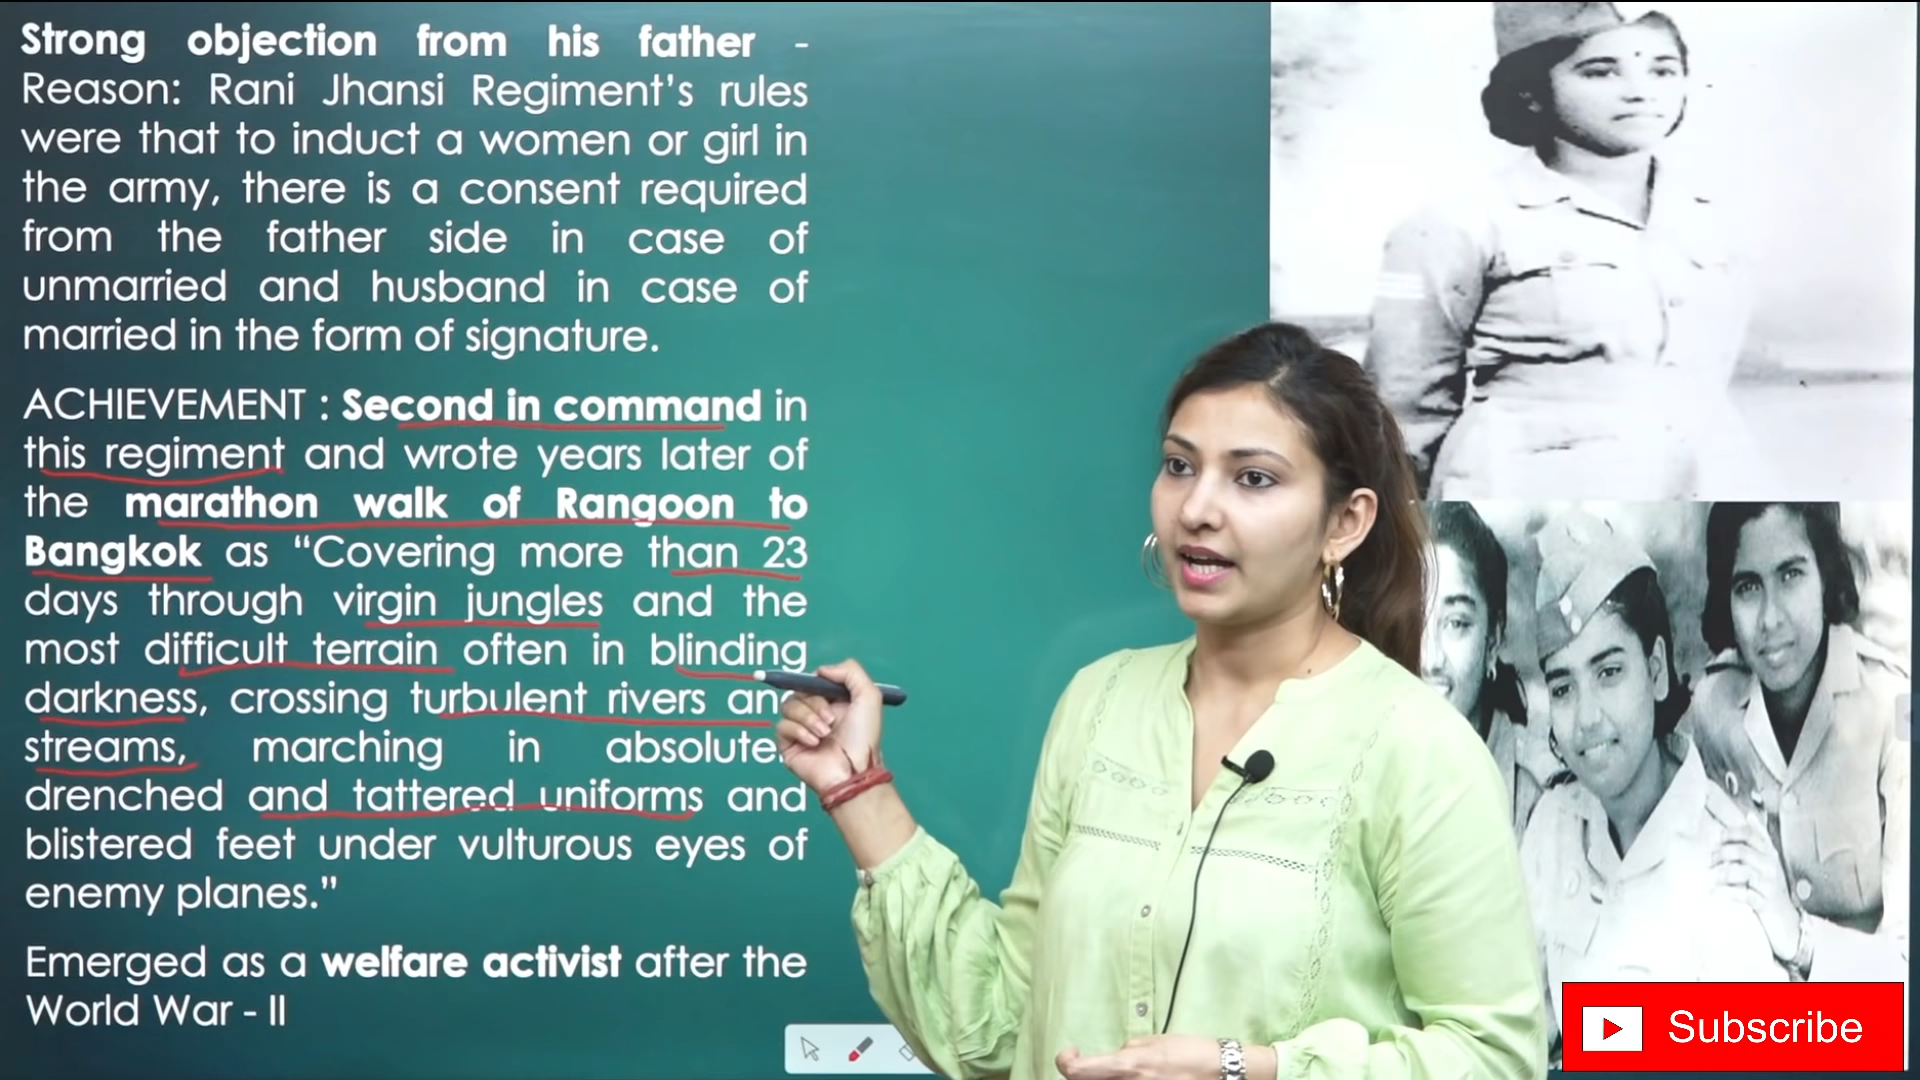 Strong objection from his father -
Reason: Rani Jhansi Regiment's rules
were that to induct a women or girl in
the army, there is a consent required
from the father side in case of
unmarried and husband in case of
married in the form of signature.
ACHIEVEMENT : Second in command in
this regiment and wrote years later of
the marathon walk of Rangoon to
Bangkok as “Covering more than 23
days through virgin jungles and the
most difficult terrain often in blinding
darkness, crossing turbulent rivers
streams, marching in
drenched and tattered uniforms and
blistered feet under vulturous eyes of
enemy planes.”
Emerged as a welfare activist after the
World War - II
Subscribe